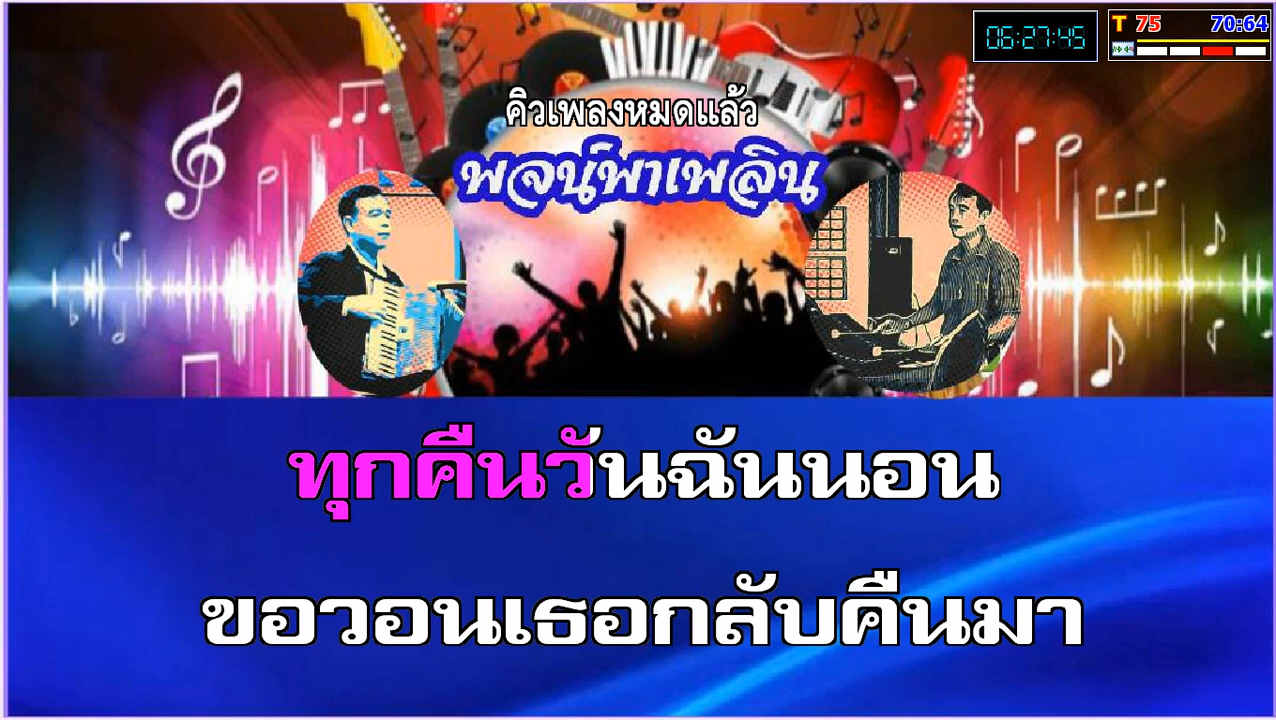 06:27:45
T 75 70:64
คิวเพลงหมดแล้ว
พจน์พาเพลิน
ทุกคืนวันฉันนอน
ขอวอนเธอกลับคืนมา